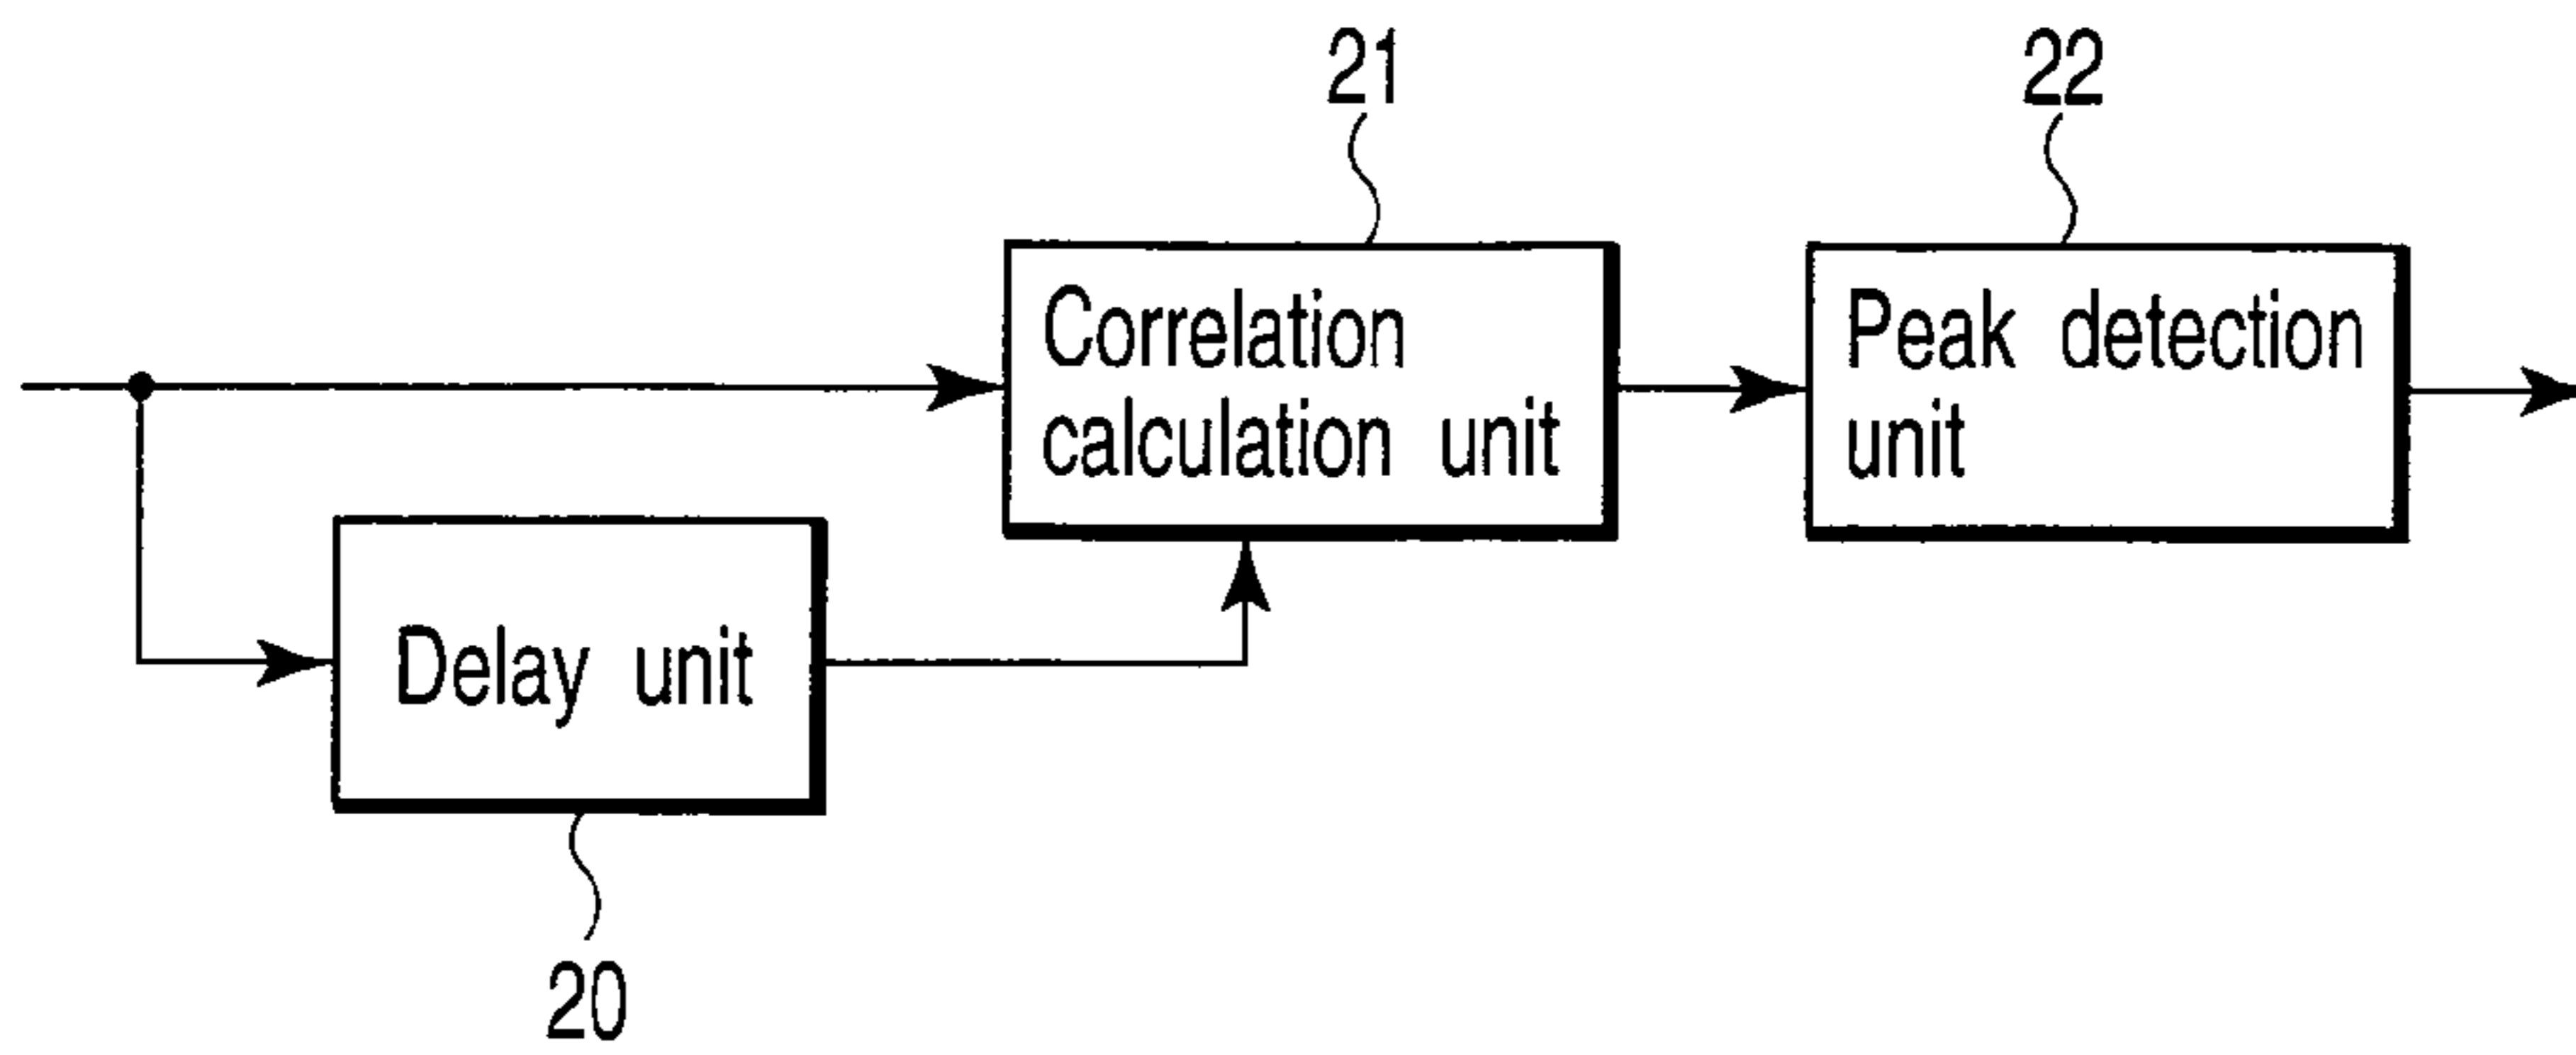 21
22
Correlation
calculation unit
Peak detection
unit
Delay unit
20